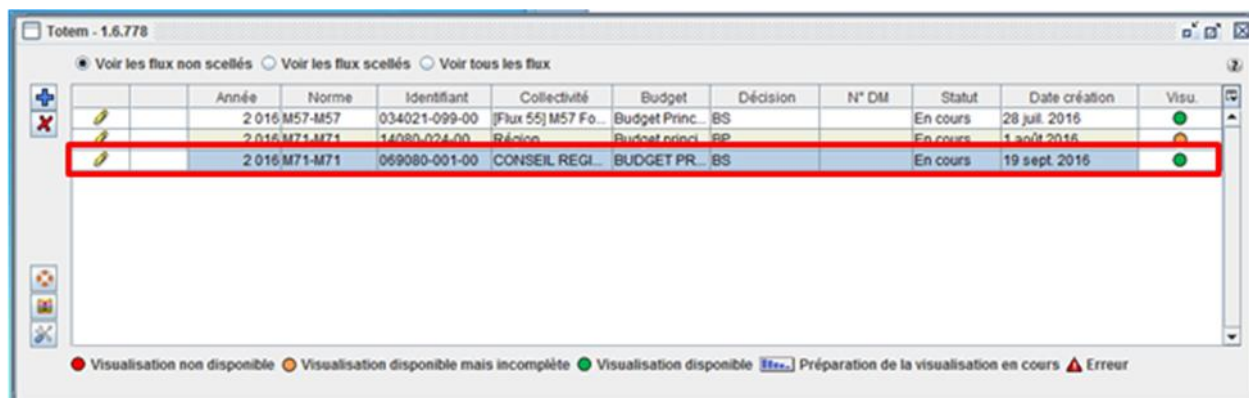 Totem - 1.6.778
Voir les flux non scellés Voir les flux scellés Voir tous les flux
Année Norme Identifiant Collectivité Budget Décision N° DM Statut Date création Visu.
2 016 M57-M57 034021-099-00 [Flux 55] M57 Fo... Budget Princ... BS En cours 28 juil. 2016
2 016 M71-M71 14080-024-00 Région Budget princi... BP En cours 1 août 2016
2 016 M71-M71 069080-001-00 CONSEIL REGI... BUDGET PR... BS En cours 19 sept. 2016
Visualisation non disponible Visualisation disponible mais incomplète Visualisation disponible Préparation de la visualisation en cours Erreur